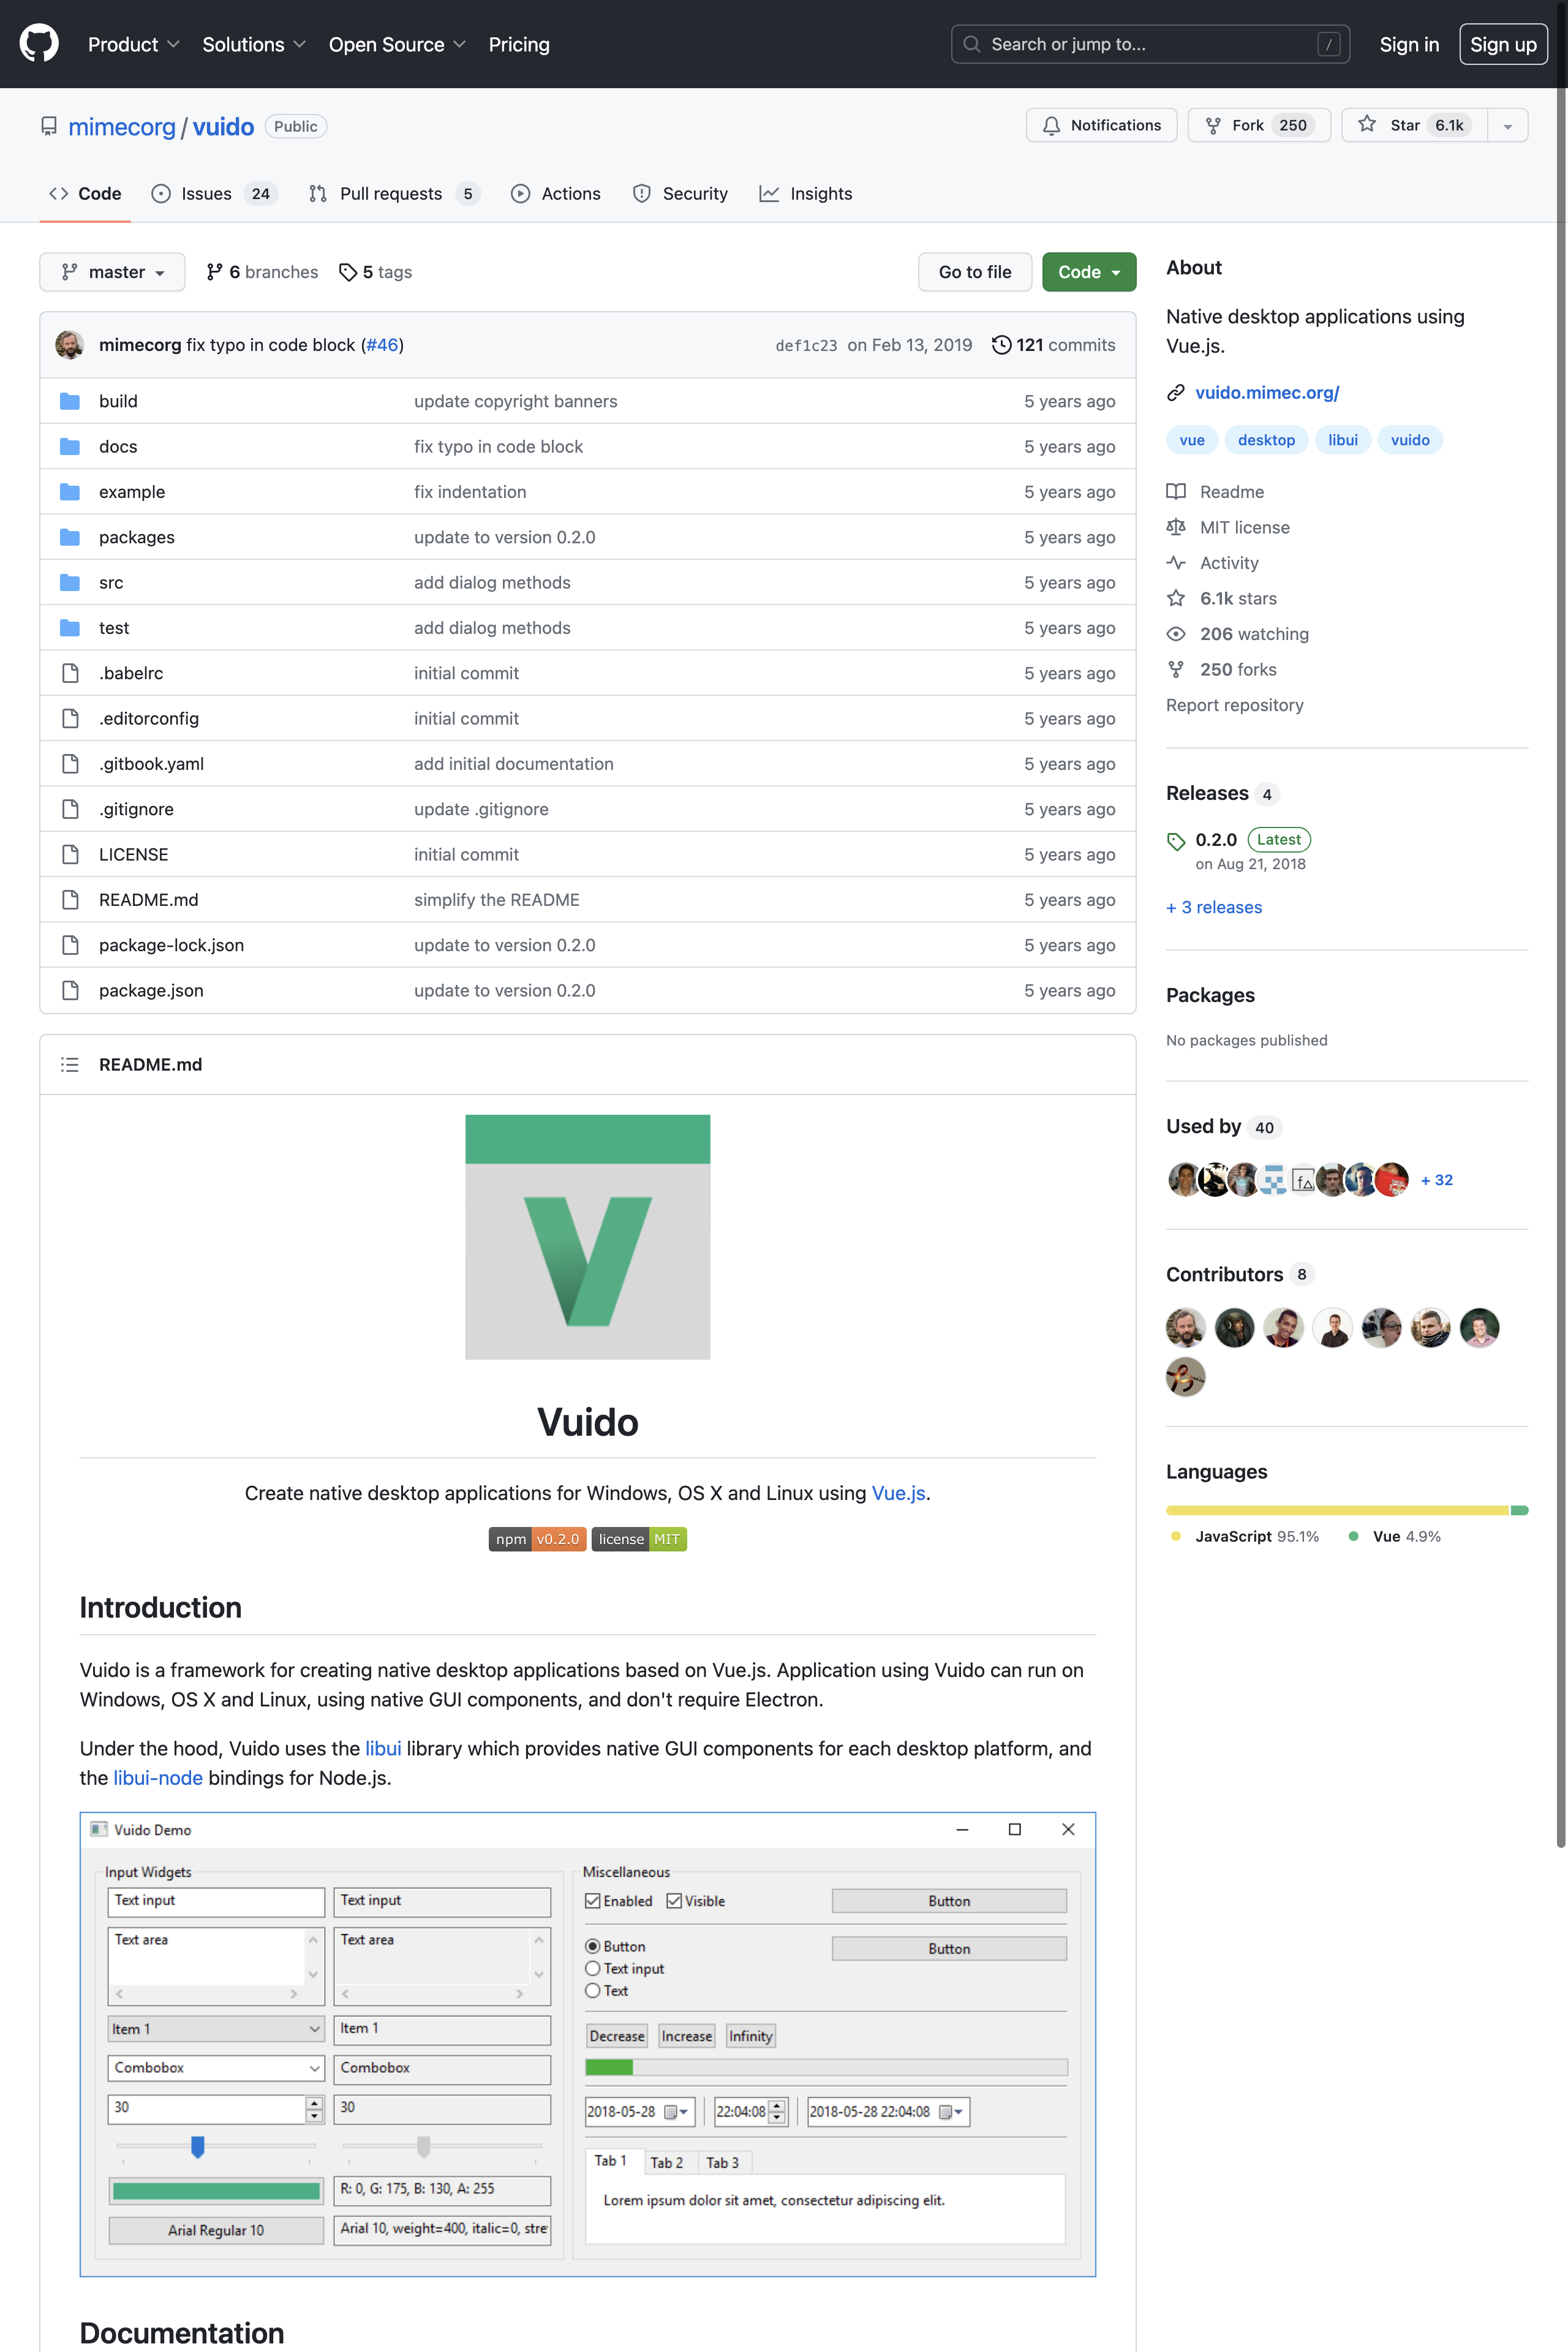 Product Solutions Open Source Pricing Search or jump to... / Sign in Sign up
mimecorg / vuido Public Notifications Fork 250 Star 6.1k
Code Issues 24 Pull requests 5 Actions Security Insights
master 6 branches 5 tags Go to file Code
mimecorg fix typo in code block (#46) def1c23 on Feb 13, 2019 121 commits
build update copyright banners 5 years ago
docs fix typo in code block 5 years ago
example fix indentation 5 years ago
packages update to version 0.2.0 5 years ago
src add dialog methods 5 years ago
test add dialog methods 5 years ago
.babelrc initial commit 5 years ago
.editorconfig initial commit 5 years ago
.gitbook.yaml add initial documentation 5 years ago
.gitignore update .gitignore 5 years ago
LICENSE initial commit 5 years ago
README.md simplify the README 5 years ago
package-lock.json update to version 0.2.0 5 years ago
package.json update to version 0.2.0 5 years ago
README.md
V
Vuido
Create native desktop applications for Windows, OS X and Linux using Vue.js.
npm v0.2.0 license MIT
Introduction
Vuido is a framework for creating native desktop applications based on Vue.js. Application using Vuido can run on
Windows, OS X and Linux, using native GUI components, and don't require Electron.
Under the hood, Vuido uses the libui library which provides native GUI components for each desktop platform, and
the libui-node bindings for Node.js.
Vuido Demo
Input Widgets
Text input Text input
Text area Text area
Item 1 Item 1
Combobox Combobox
30 30
R: 0, G: 175, B: 130, A: 255
Arial Regular 10 Arial 10, weight=400, italic=0, stre
Miscellaneous
Enabled Visible Button
Button Button
Text input
Text
Decrease Increase Infinity
2018-05-28 22:04:08 2018-05-28 22:04:08
Tab 1 Tab 2 Tab 3
Lorem ipsum dolor sit amet, consectetur adipiscing elit.
Documentation
About
Native desktop applications using
Vue.js.
vuido.mimec.org/
vue desktop libui vuido
Readme
MIT license
Activity
6.1k stars
206 watching
250 forks
Report repository
Releases 4
0.2.0 Latest
on Aug 21, 2018
+ 3 releases
Packages
No packages published
Used by 40
+ 32
Contributors 8
Languages
JavaScript 95.1% Vue 4.9%